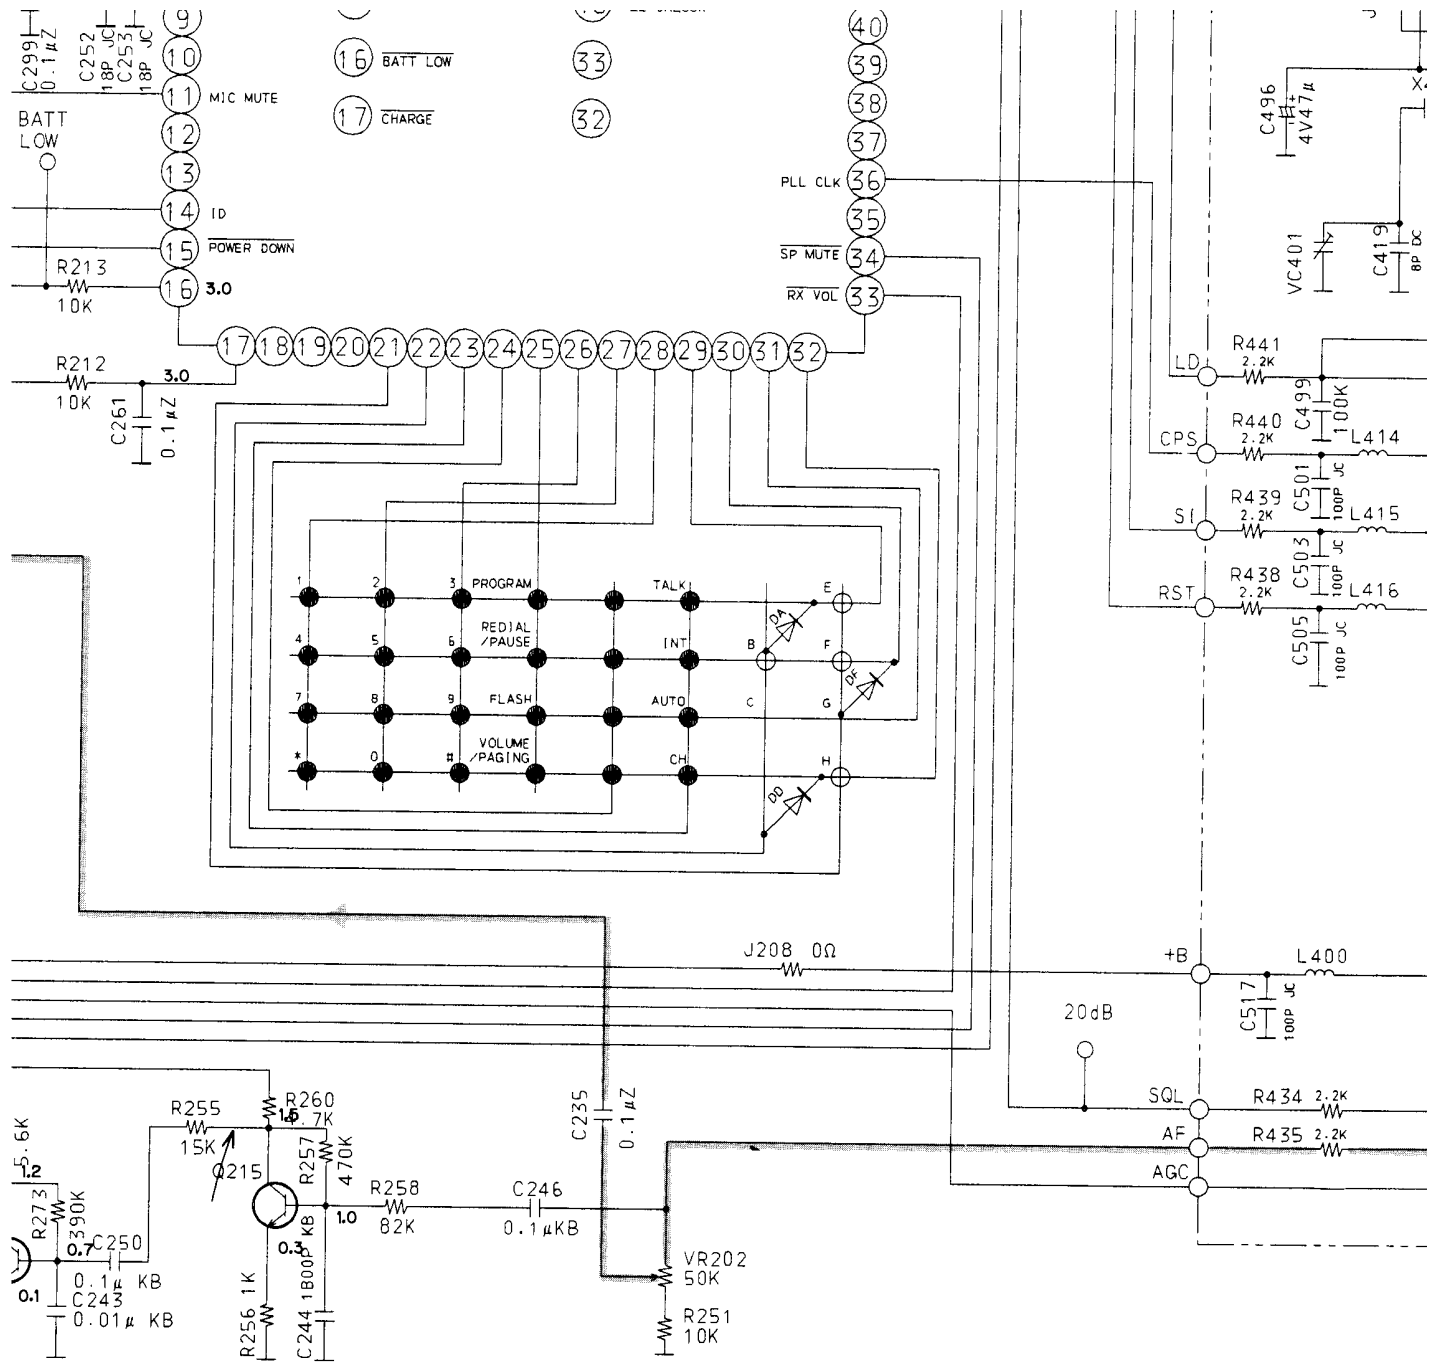 C299
0.1μZ
C252
18P JC
C253
18P JC
9
10
11
MIC MUTE
12
13
14
ID
15
POWER DOWN
16
3.0
BATT
LOW
R213
10K
16
BATT LOW
17
CHARGE
33
32
40
39
38
37
PLL CLK
36
35
SP MUTE
34
RX VOL
33
17
18
19
20
21
22
23
24
25
26
27
28
29
30
31
32
R212
10K
3.0
C261
0.1μZ
C496
4V47μ
VC401
C419
8P DC
LD
R441
2.2K
C499
100K
CPS
R440
2.2K
L414
C501
100P JC
SI
R439
2.2K
L415
C503
100P JC
RST
R438
2.2K
L416
C505
100P JC
1
2
3
PROGRAM
TALK
E
DA
4
5
6
REDIAL
/PAUSE
INT
B
F
DF
7
8
9
FLASH
AUTO
C
G
*
0
#
VOLUME
/PAGING
CH
H
DD
J208 0Ω
+B
L400
C517
100P JC
20dB
SQL
R434 2.2K
AF
R435 2.2K
AGC
C235
0.1μZ
R255
15K
R260
1.5
.7K
R257
470K
Q215
R258
82K
C246
0.1μKB
1.0
0.3
R256 1K
C244
KB
VR202
50K
R251
10K
5.6K
1.2
R273
390K
0.7
C250
0.1μ KB
0.1
C243
0.01μ KB